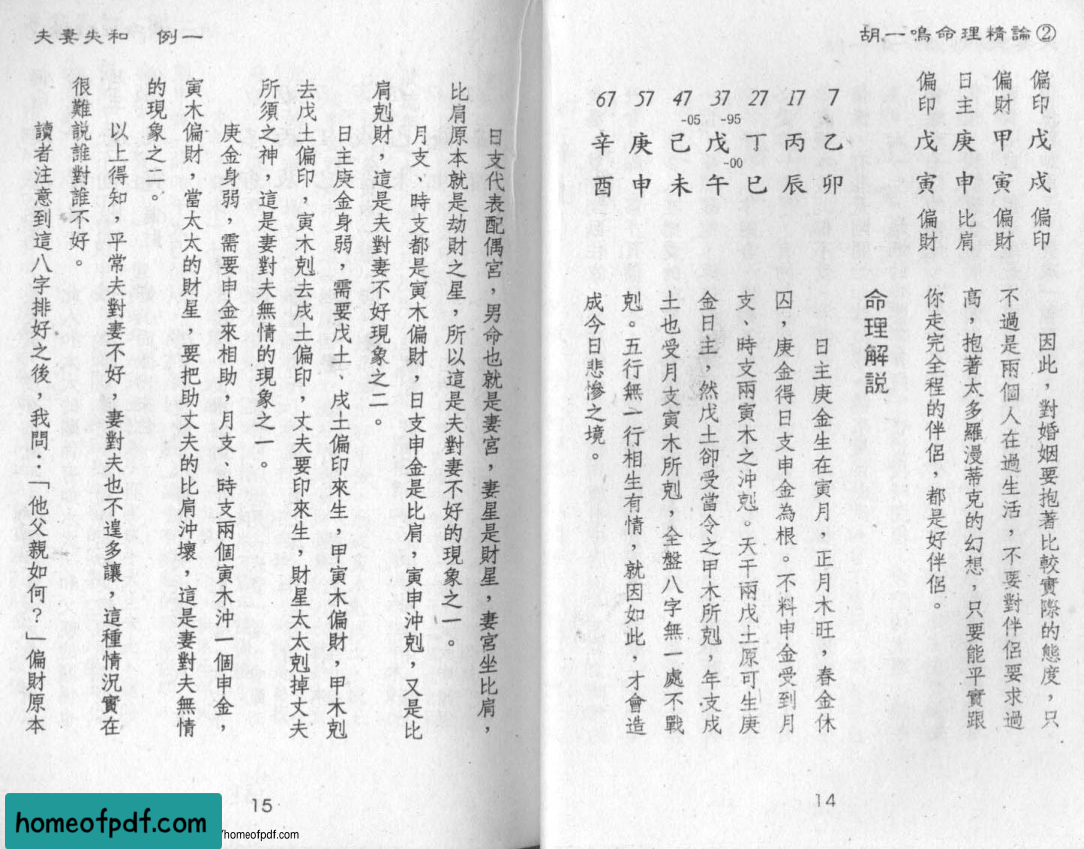 胡一鳴命理精論②
偏印 戊 戌 偏印
偏財 甲 寅 偏財
日主 庚 申 比肩
偏印 戊 寅 偏財
7 乙卯
17 丙辰
27 丁巳
-95
37 戊午
-00
-05
47 己未
57 庚申
67 辛酉
因此，對婚姻要抱著比較實際的態度，只
不過是兩個人在過生活，不要對伴侶要求過
高，抱著太多羅漫蒂克的幻想，只要能平實跟
你走完全程的伴侶，都是好伴侶。
命理解説
日主庚金生在寅月，正月木旺，春金休
囚，庚金得日支申金為根。不料申金受到月
支、時支兩寅木之沖剋。天干兩戊土原可生庚
金日主，然戊土卻受當令之甲木所剋，年支戌
土也受月支寅木所剋，全盤八字無一處不戰
剋。五行無一行相生有情，就因如此，才會造
成今日悲慘之境。
14
夫妻失和 例一
日支代表配偶宮，男命也就是妻宮，妻星是財星，妻宮坐比肩，
比肩原本就是劫財之星，所以這是夫對妻不好的現象之一。
月支、時支都是寅木偏財，日支申金是比肩，寅申沖剋，又是比
肩剋財，這是夫對妻不好現象之二。
日主庚金身弱，需要戊土、戌土偏印來生，甲寅木偏財，甲木剋
去戊土偏印，寅木剋去戌土偏印，丈夫要印來生，財星太太剋掉丈夫
所須之神，這是妻對夫無情的現象之一。
庚金身弱，需要申金來相助，月支、時支兩個寅木沖一個申金，
寅木偏財，當太太的財星，要把助丈夫的比肩沖壞，這是妻對夫無情
的現象之二。
以上得知，平常夫對妻不好，妻對夫也不遑多讓，這種情況實在
很難説誰對誰不好。
讀者注意到這八字排好之後，我問：「他父親如何？」偏財原本
15
homeofpdf.com
/homeofpdf.com